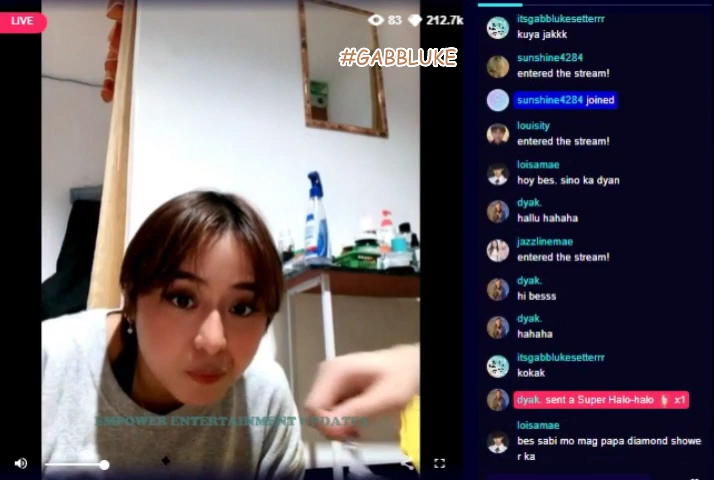 LIVE
83 212.7k
#GABBLUKE
EMPOWER ENTERTAINMENT UPDATES
itsgabblukesetterrr
kuya jakkk
sunshine4284
entered the stream!
sunshine4284 joined
louisity
entered the stream!
loisamae
hoy bes. sino ka dyan
dyak.
hallu hahaha
jazzlinemae
entered the stream!
dyak.
hi besss
dyak.
hahaha
itsgabblukesetterrr
kokak
dyak. sent a Super Halo-halo x1
loisamae
bes sabi mo mag papa diamond showe
r ka